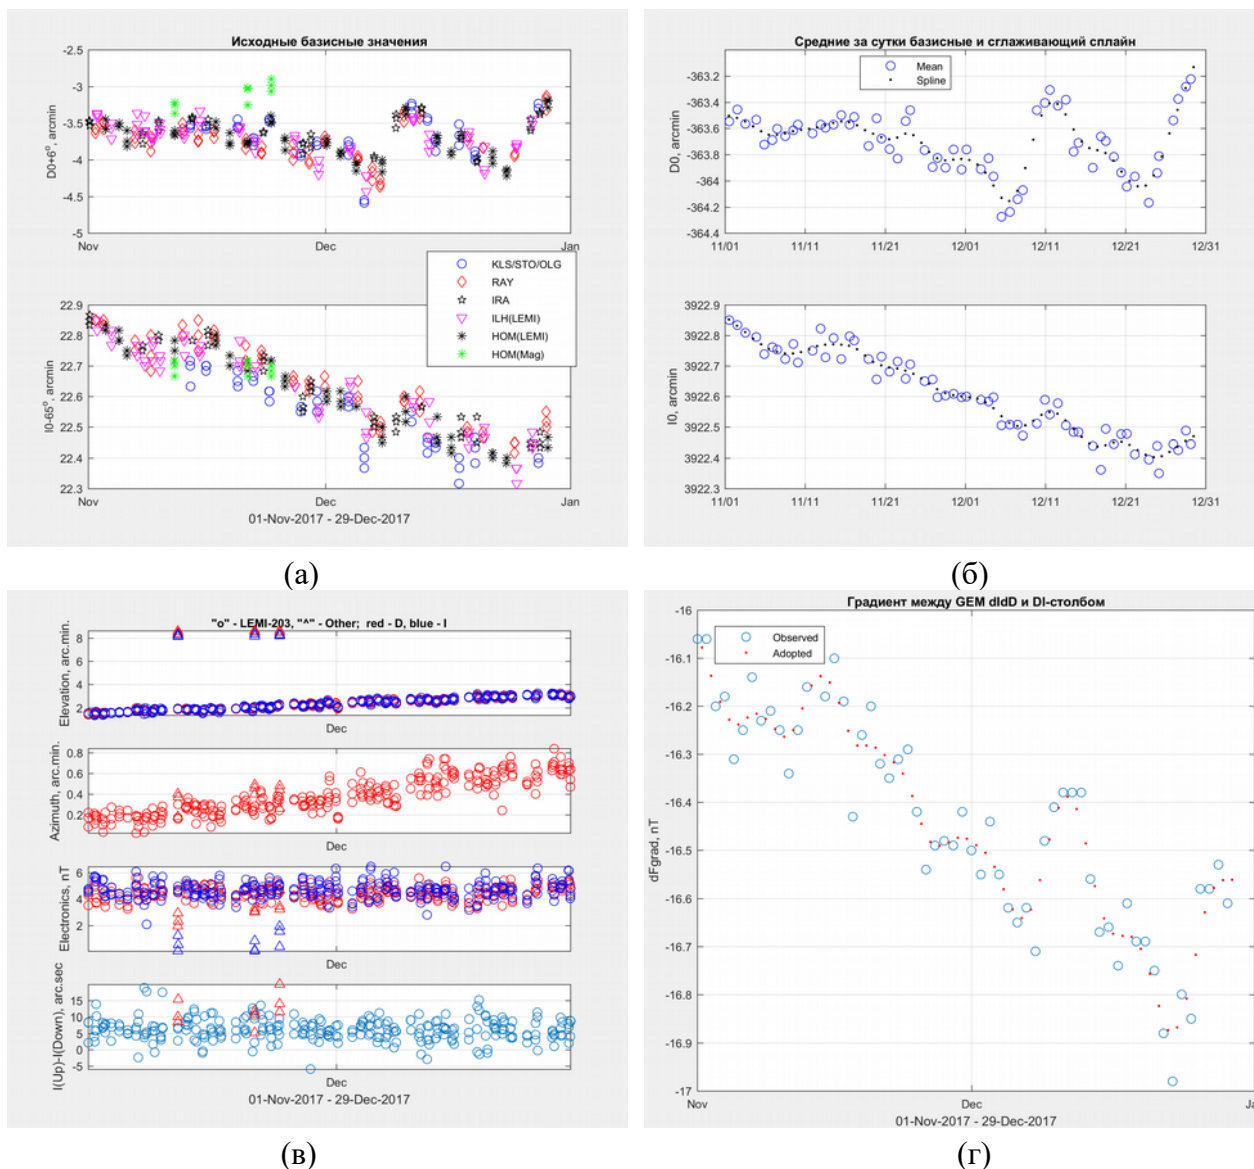 Исходные базисные значения
-2.5
-3
-3.5
-4
-4.5
-5
D0+6°, arcmin
Nov
Dec
Jan
KLS/STO/OLG
RAY
IRA
ILH(LEMI)
HOM(LEMI)
HOM(Mag)
22.9
22.8
22.7
22.6
22.5
22.4
22.3
I0-65°, arcmin
Nov
Dec
Jan
01-Nov-2017 - 29-Dec-2017
(а)
Средние за сутки базисные и сглаживающий сплайн
Mean
Spline
-363.2
-363.4
-363.6
-363.8
-364
-364.2
-364.4
D0, arcmin
11/01
11/11
11/21
12/01
12/11
12/21
12/31
3922.9
3922.8
3922.7
3922.6
3922.5
3922.4
3922.3
I0, arcmin
11/01
11/11
11/21
12/01
12/11
12/21
12/31
(б)
"o" - LEMI-203, "^" - Other; red - D, blue - I
8
6
4
2
Elevation, arc.min.
Dec
0.8
0.6
0.4
0.2
Azimuth, arc.min.
Dec
6
4
2
Electronics, nT
Dec
15
10
5
0
-5
I(Up)-I(Down), arc.sec
Dec
01-Nov-2017 - 29-Dec-2017
(в)
Градиент между GEM dIdD и DI-столбом
Observed
Adopted
-16
-16.1
-16.2
-16.3
-16.4
-16.5
-16.6
-16.7
-16.8
-16.9
-17
dFgrad, nT
Nov
Dec
Ja
01-Nov-2017 - 29-Dec-2017
(г)